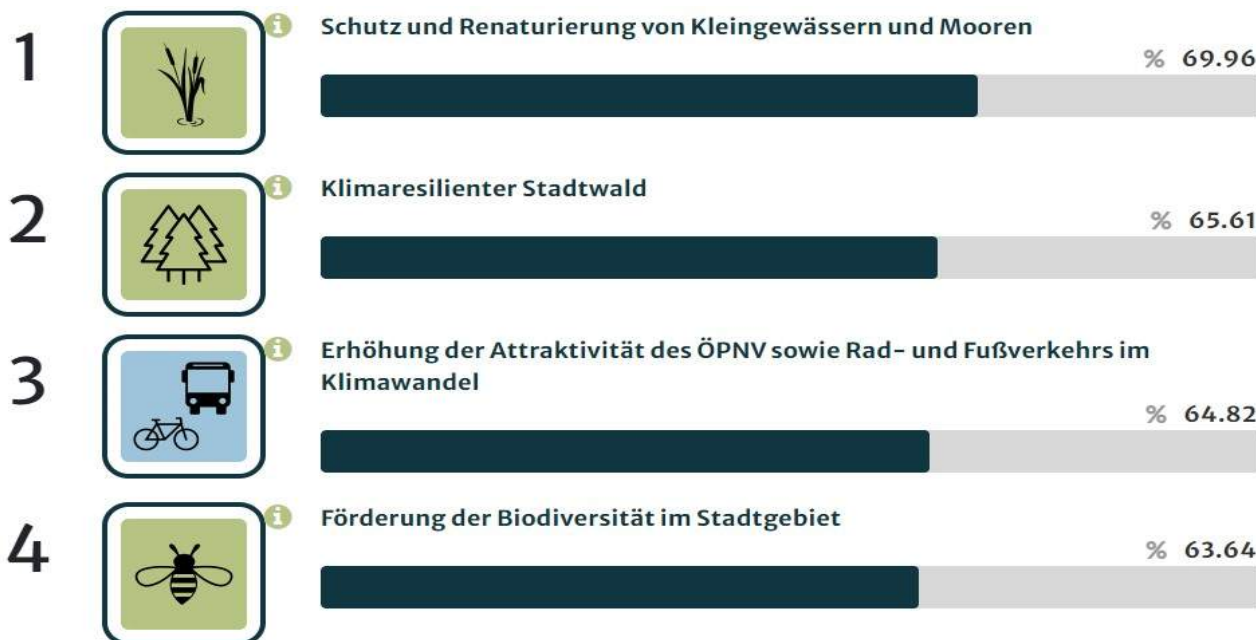 1
Schutz und Renaturierung von Kleingewässern und Mooren
% 69.96
2
Klimaresilienter Stadtwald
% 65.61
3
Erhöhung der Attraktivität des ÖPNV sowie Rad- und Fußverkehrs im
Klimawandel
% 64.82
4
Förderung der Biodiversität im Stadtgebiet
% 63.64